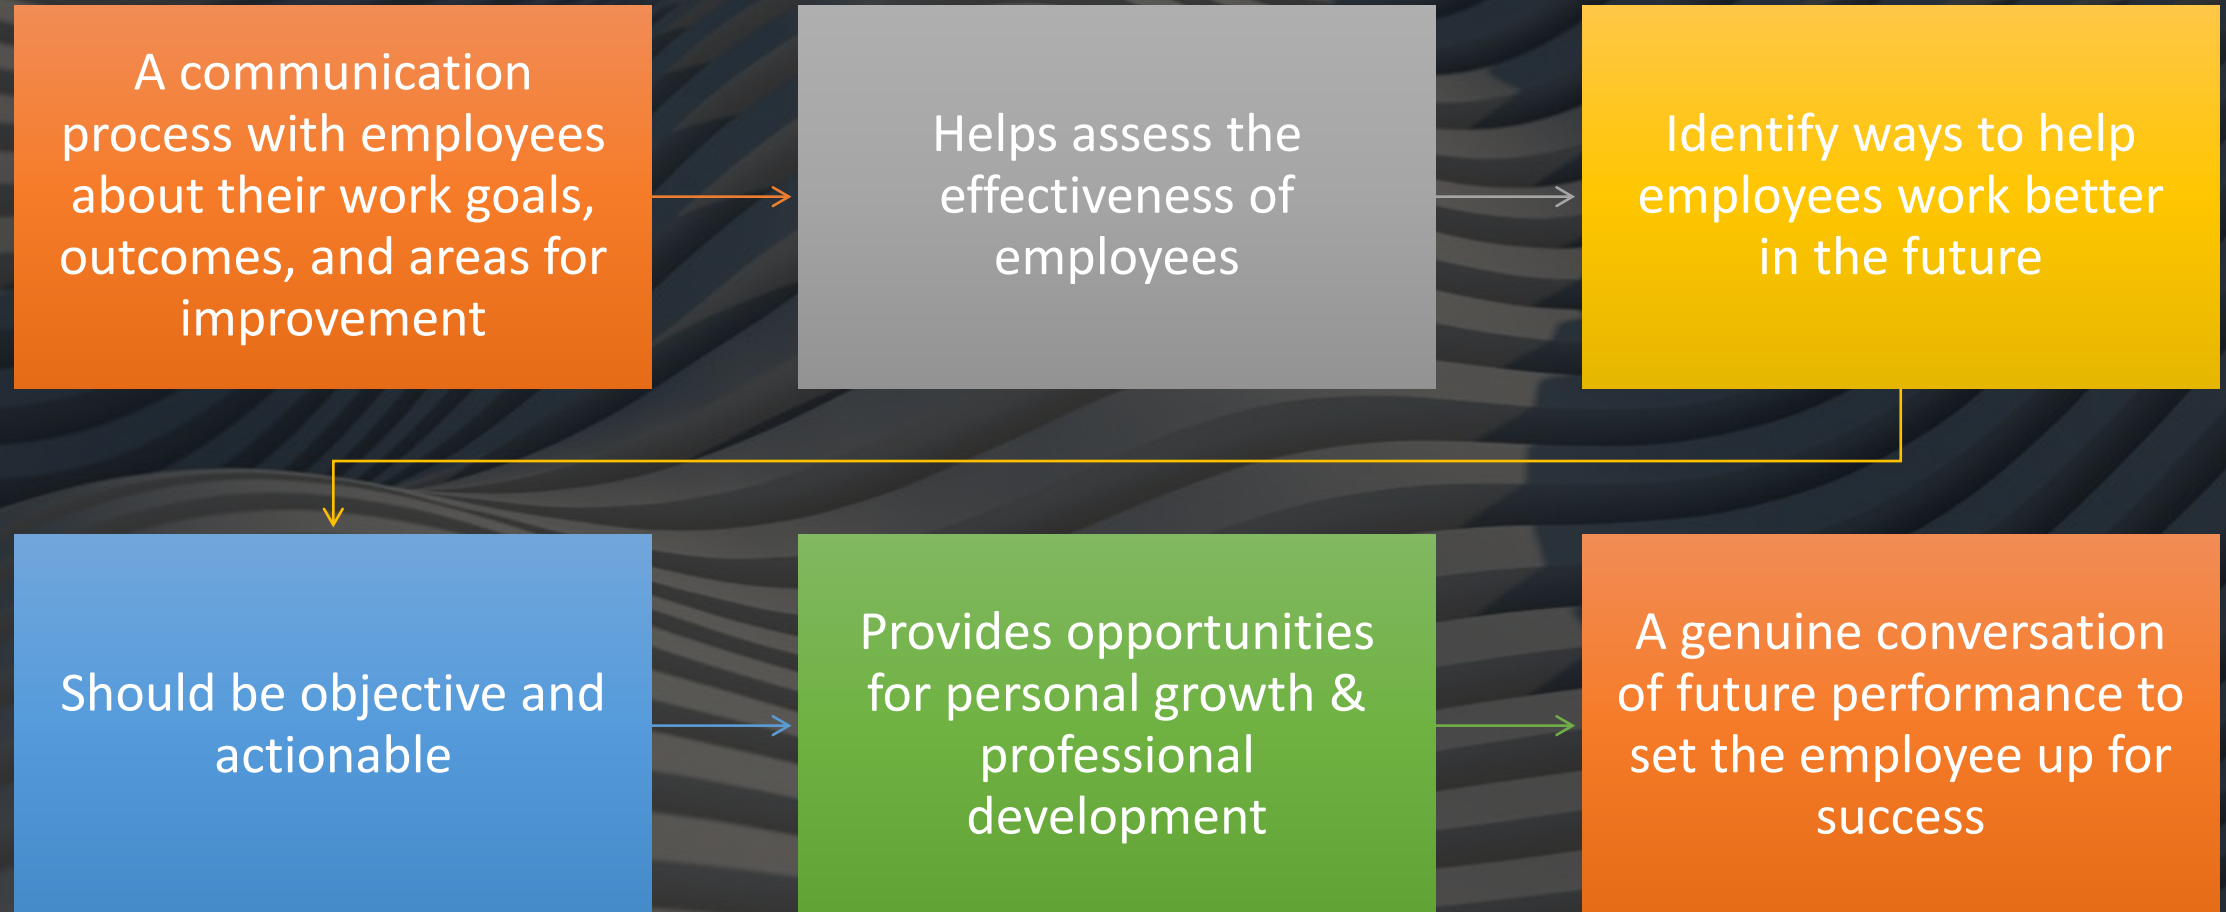 A communication
process with employees
about their work goals,
outcomes, and areas for
improvement
Helps assess the
effectiveness of
employees
Identify ways to help
employees work better
in the future
Should be objective and
actionable
Provides opportunities
for personal growth &
professional
development
A genuine conversation
of future performance to
set the employee up for
success